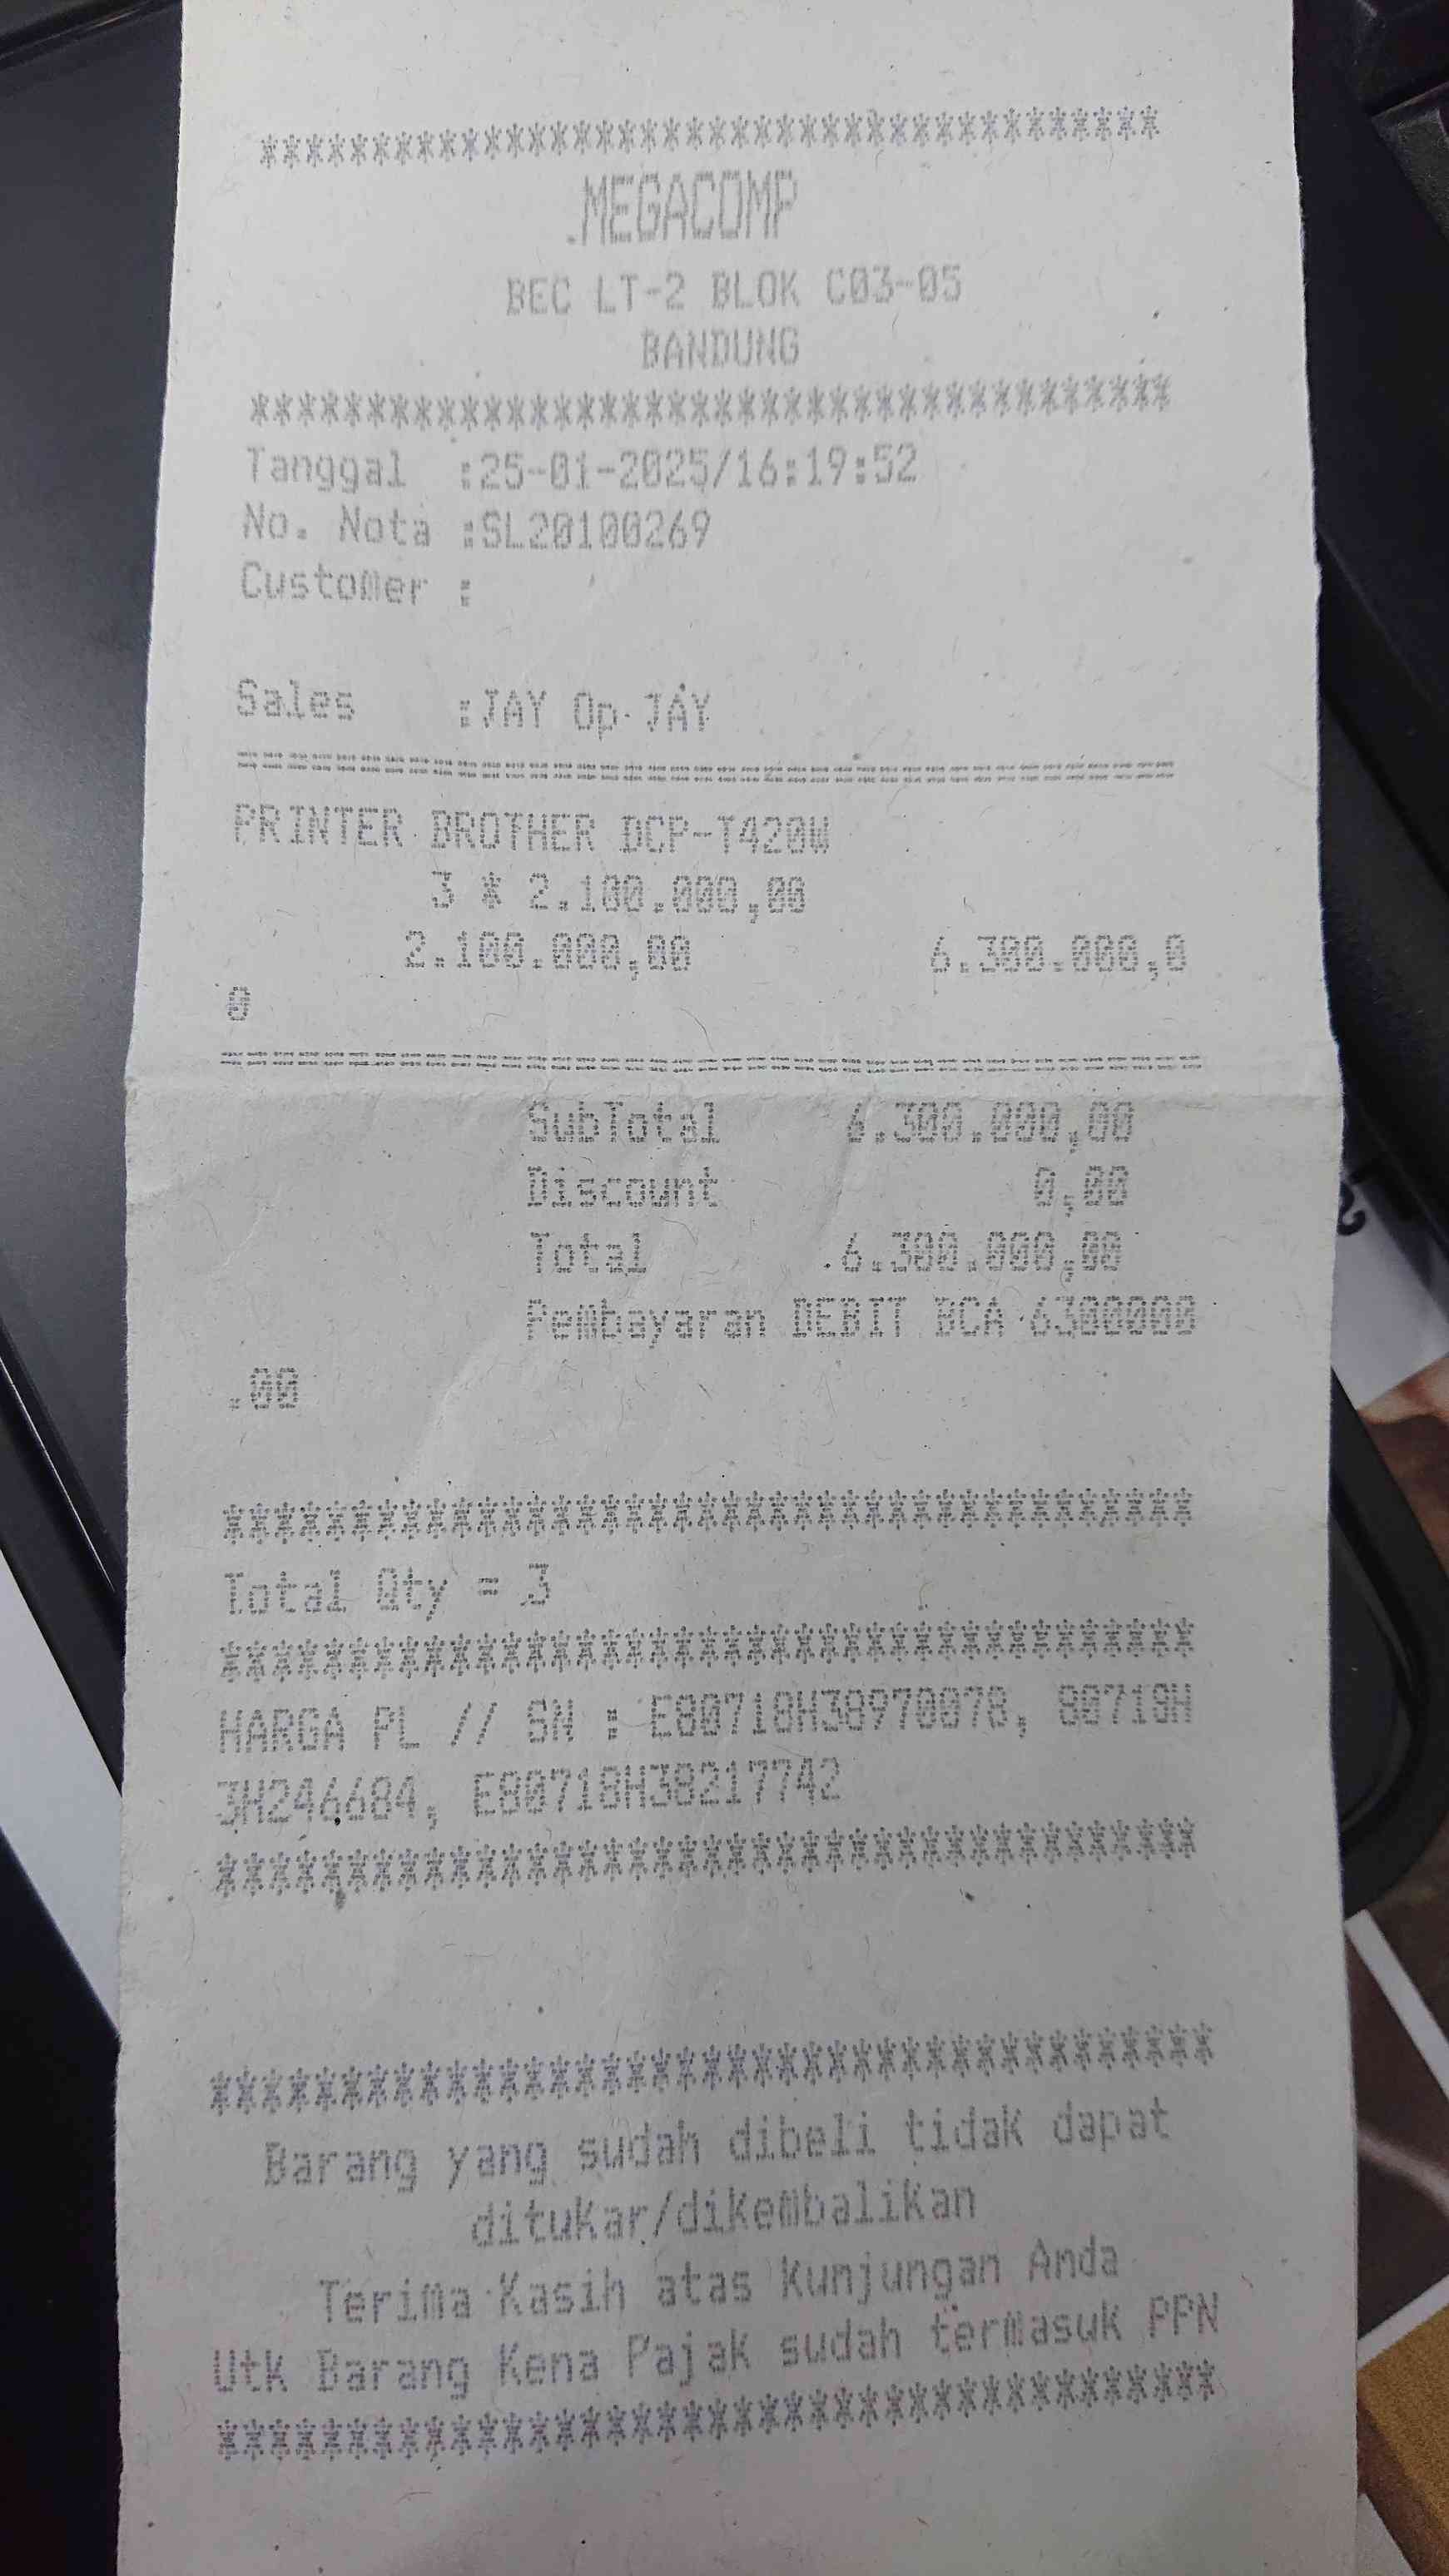 ****************************************
.MEGACOMP
BEC LT-2 BLOK C03-05
BANDUNG
****************************************
Tanggal :25-01-2025/16:19:52
No. Nota :SL20100269
Customer :
Sales :JAY Op.JAY
========================================
PRINTER BROTHER DCP-T420W
3 * 2.100.000,00
2.100.000,00 6.300.000,0
0
========================================
SubTotal 6.300.000,00
Discount 0,00
Total 6.300.000,00
Pembayaran DEBIT BCA 6300000
.00
****************************************
Total Qty = 3
****************************************
HARGA PL // SN :
****************************************
****************************************
Barang yang sudah dibeli tidak dapat
ditukar/dikembalikan
Terima Kasih atas Kunjungan Anda
Utk Barang Kena Pajak sudah termasuk PPN
****************************************